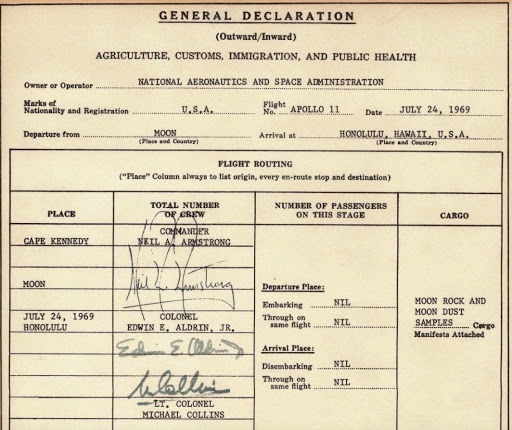 GENERAL DECLARATION
(Outward/Inward)
AGRICULTURE, CUSTOMS, IMMIGRATION, AND PUBLIC HEALTH
Owner or Operator NATIONAL AERONAUTICS AND SPACE ADMINISTRATION
Marks of
Nationality and Registration U.S.A. Flight No. APOLLO 11 Date JULY 24, 1969
Departure from MOON Arrival at HONOLULU, HAWAII, U.S.A.
(Place and Country) (Place and Country)
FLIGHT ROUTING
("Place" Column always to list origin, every en-route stop and destination)
PLACE
TOTAL NUMBER
OF CREW
NUMBER OF PASSENGERS
ON THIS STAGE
CARGO
CAPE KENNEDY
COMMANDER
NEIL A. ARMSTRONG
Neil A. Armstrong
MOON
JULY 24, 1969
HONOLULU
COLONEL
EDWIN E. ALDRIN, JR.
Edwin E. Aldrin Jr
M Collins
LT. COLONEL
MICHAEL COLLINS
Departure Place:
Embarking NIL
Through on
same flight NIL
Arrival Place:
Disembarking NIL
Through on
same flight NIL
MOON ROCK AND
MOON DUST
SAMPLES Cargo
Manifests Attached